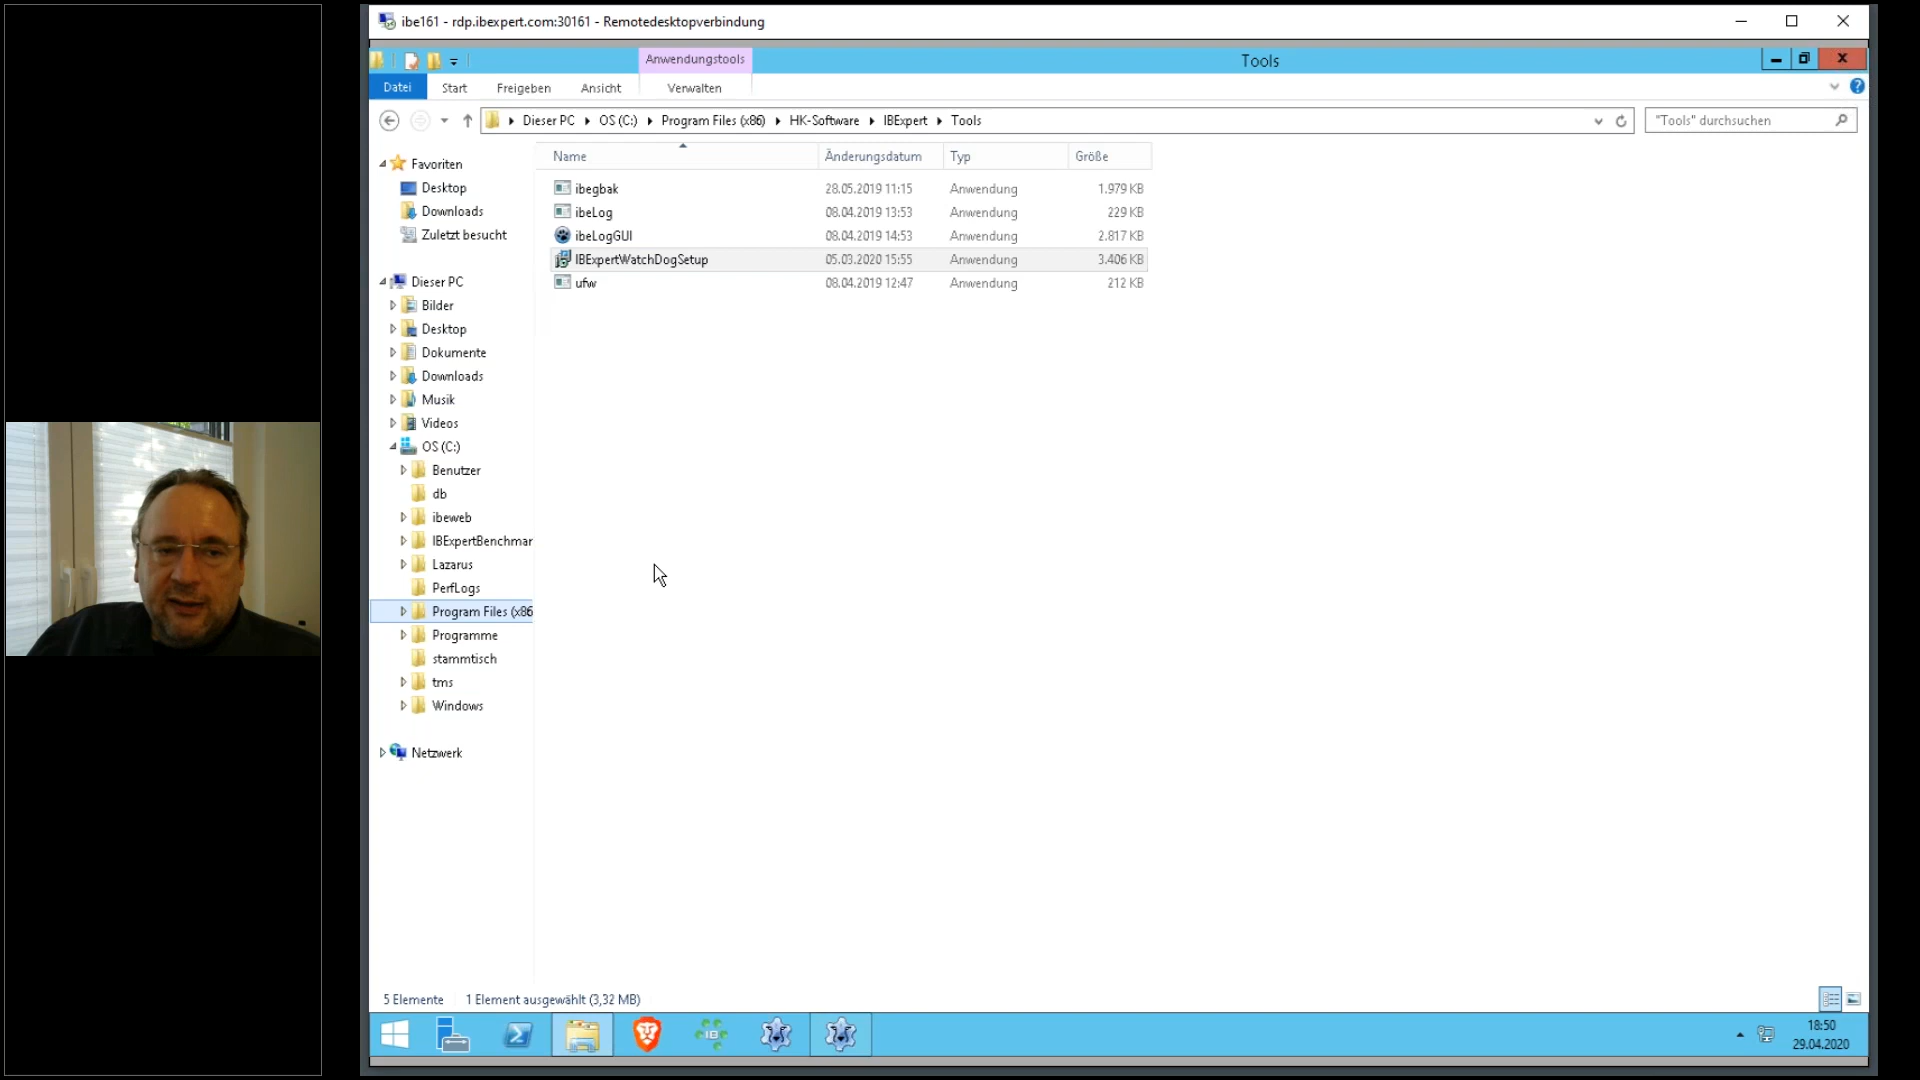 ibe161 - rdp.ibexpert.com:30161 - Remotedesktopverbindung
Anwendungstools
Tools
Datei Start Freigeben Ansicht Verwalten
Dieser PC OS (C:) Program Files (x86) HK-Software IBExpert Tools
"Tools" durchsuchen
Name Änderungsdatum Typ Größe
ibegbak 28.05.2019 11:15 Anwendung 1.979 KB
ibeLog 08.04.2019 13:53 Anwendung 229 KB
ibeLogGUI 08.04.2019 14:53 Anwendung 2.817 KB
IBExpertWatchDogSetup 05.03.2020 15:55 Anwendung 3.406 KB
ufw 08.04.2019 12:47 Anwendung 212 KB
Favoriten
Desktop
Downloads
Zuletzt besucht
Dieser PC
Bilder
Desktop
Dokumente
Downloads
Musik
Videos
OS (C:)
Benutzer
db
ibeweb
IBExpertBenchmar
Lazarus
PerfLogs
Program Files (x86
Programme
stammtisch
tms
Windows
Netzwerk
5 Elemente 1 Element ausgewählt (3,32 MB)
18:50
29.04.2020